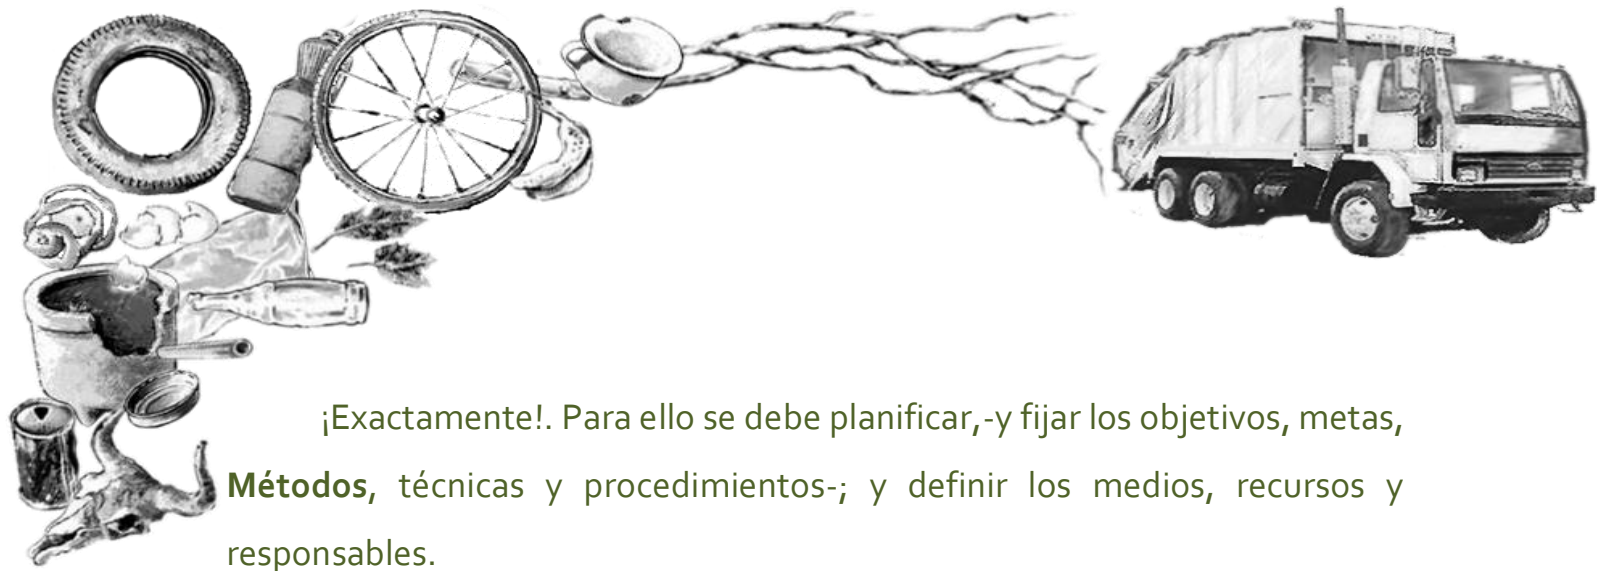 ¡Exactamente!. Para ello se debe planificar,-y fijar los objetivos, metas,
Métodos, técnicas y procedimientos-; y definir los medios, recursos y
responsables.